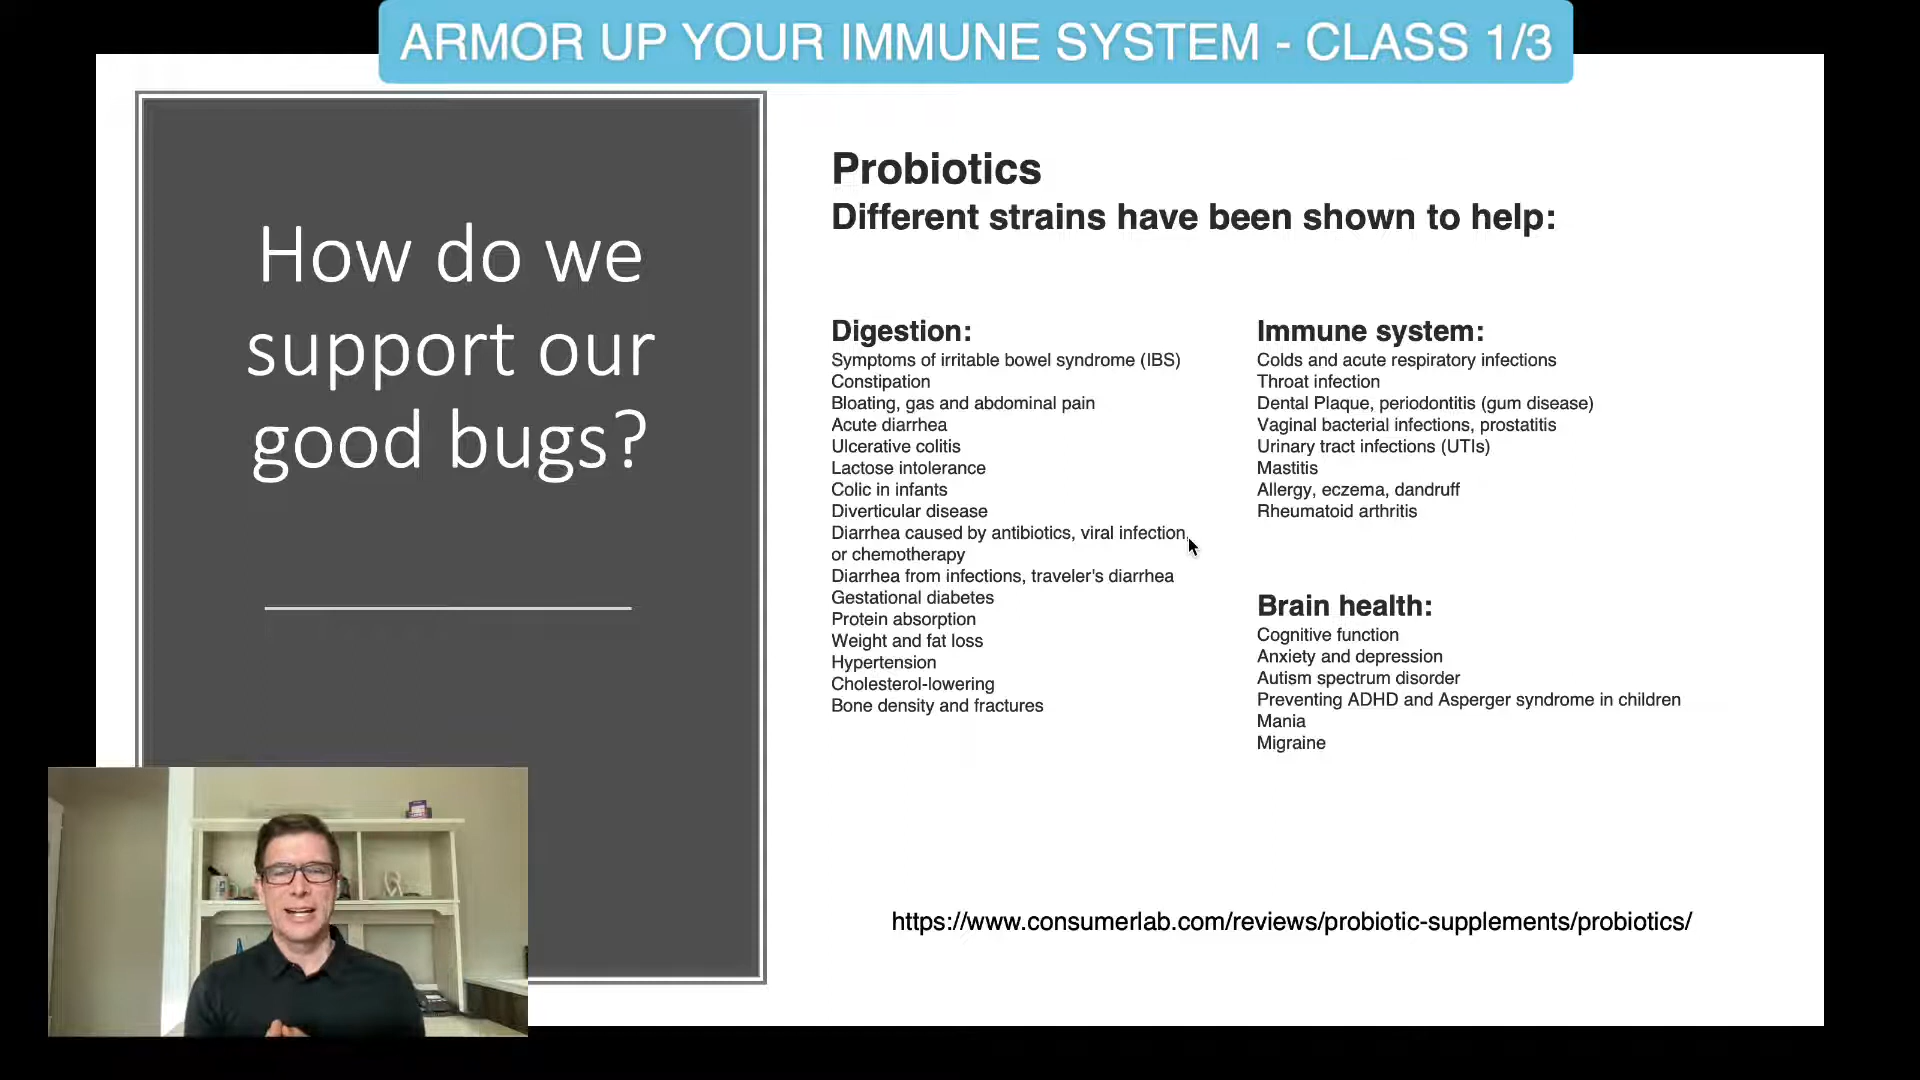 ARMOR UP YOUR IMMUNE SYSTEM - CLASS 1/3
How do we
support our
good bugs?
Probiotics
Different strains have been shown to help:
Digestion:
Symptoms of irritable bowel syndrome (IBS)
Constipation
Bloating, gas and abdominal pain
Acute diarrhea
Ulcerative colitis
Lactose intolerance
Colic in infants
Diverticular disease
Diarrhea caused by antibiotics, viral infection,
or chemotherapy
Diarrhea from infections, traveler's diarrhea
Gestational diabetes
Protein absorption
Weight and fat loss
Hypertension
Cholesterol-lowering
Bone density and fractures
Immune system:
Colds and acute respiratory infections
Throat infection
Dental Plaque, periodontitis (gum disease)
Vaginal bacterial infections, prostatitis
Urinary tract infections (UTIs)
Mastitis
Allergy, eczema, dandruff
Rheumatoid arthritis
Brain health:
Cognitive function
Anxiety and depression
Autism spectrum disorder
Preventing ADHD and Asperger syndrome in children
Mania
Migraine
https://www.consumerlab.com/reviews/probiotic-supplements/probiotics/